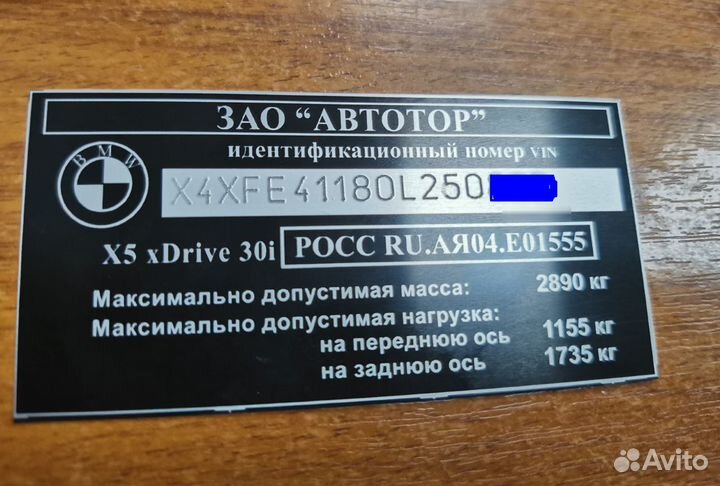 ЗАО "АВТОТОР"
BMW
идентификационный номер VIN
X4XFE41180L250
X5 xDrive 30i РОСС RU.АЯ04.Е01555
Максимально допустимая масса: 2890 кг
Максимально допустимая нагрузка:
на переднюю ось 1155 кг
на заднюю ось 1735 кг
Avito